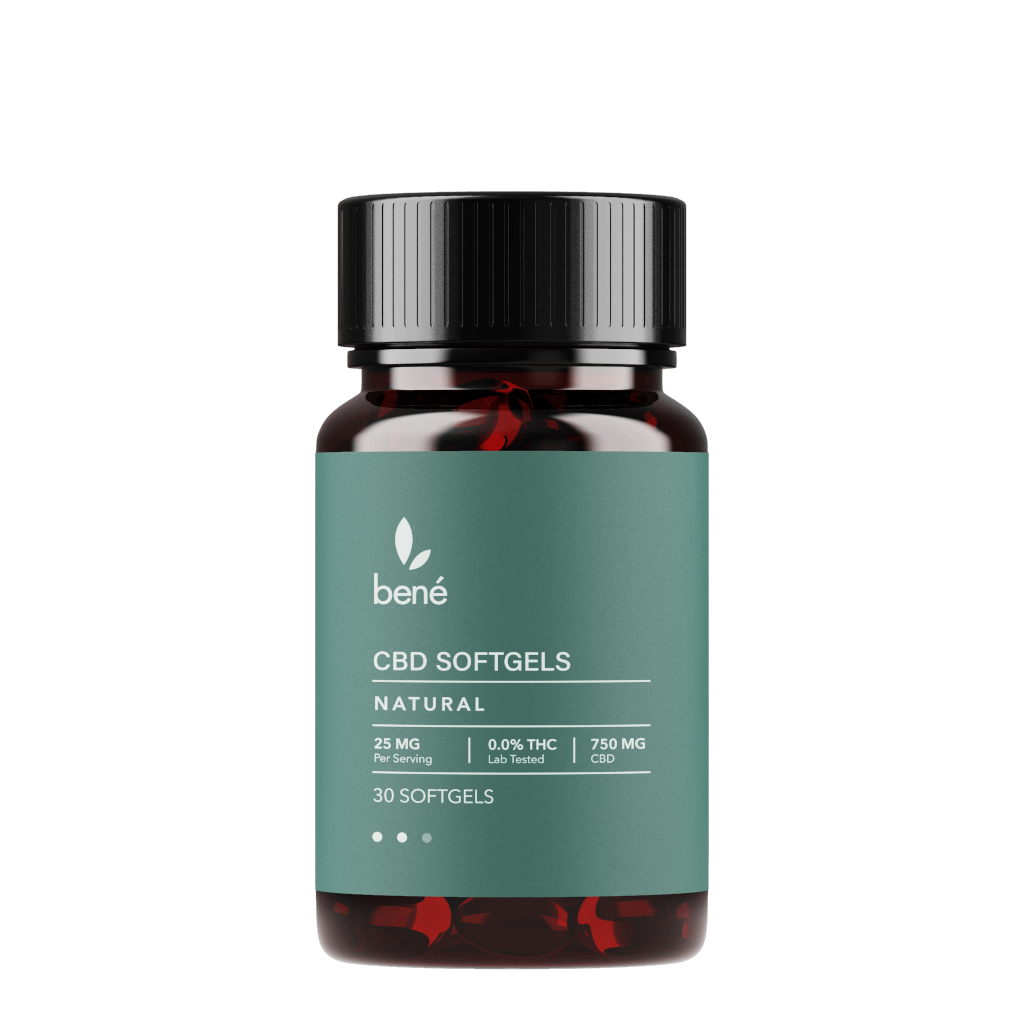 bené
CBD SOFTGELS
NATURAL
25 MG
Per Serving
0.0% THC
Lab Tested
750 MG
CBD
30 SOFTGELS